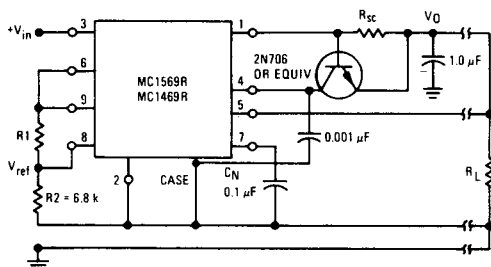 +Vin
3
6
9
8
2
1
4
5
7
MC1569R
MC1469R
CASE
R1
Vref
R2 = 6.8 k
2N706
OR EQUIV
RSC
VO
1.0 µF
0.001 µF
CN
0.1 µF
RL